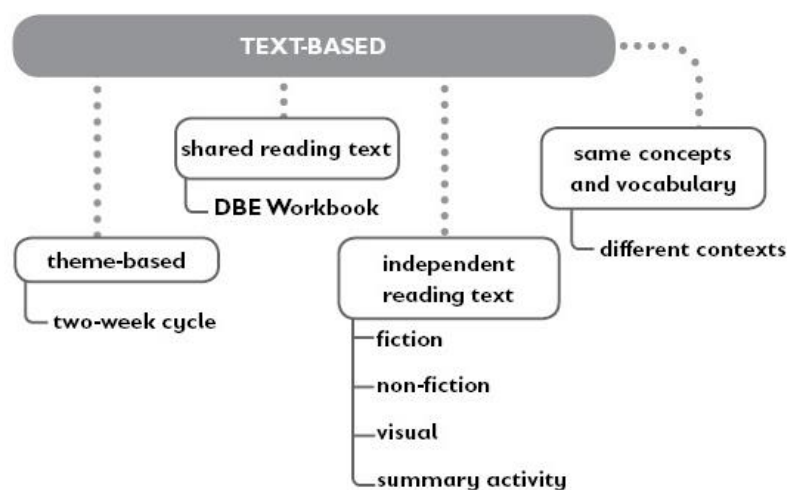 TEXT-BASED
shared reading text
DBE Workbook
same concepts
and vocabulary
different contexts
theme-based
two-week cycle
independent
reading text
fiction
non-fiction
visual
summary activity